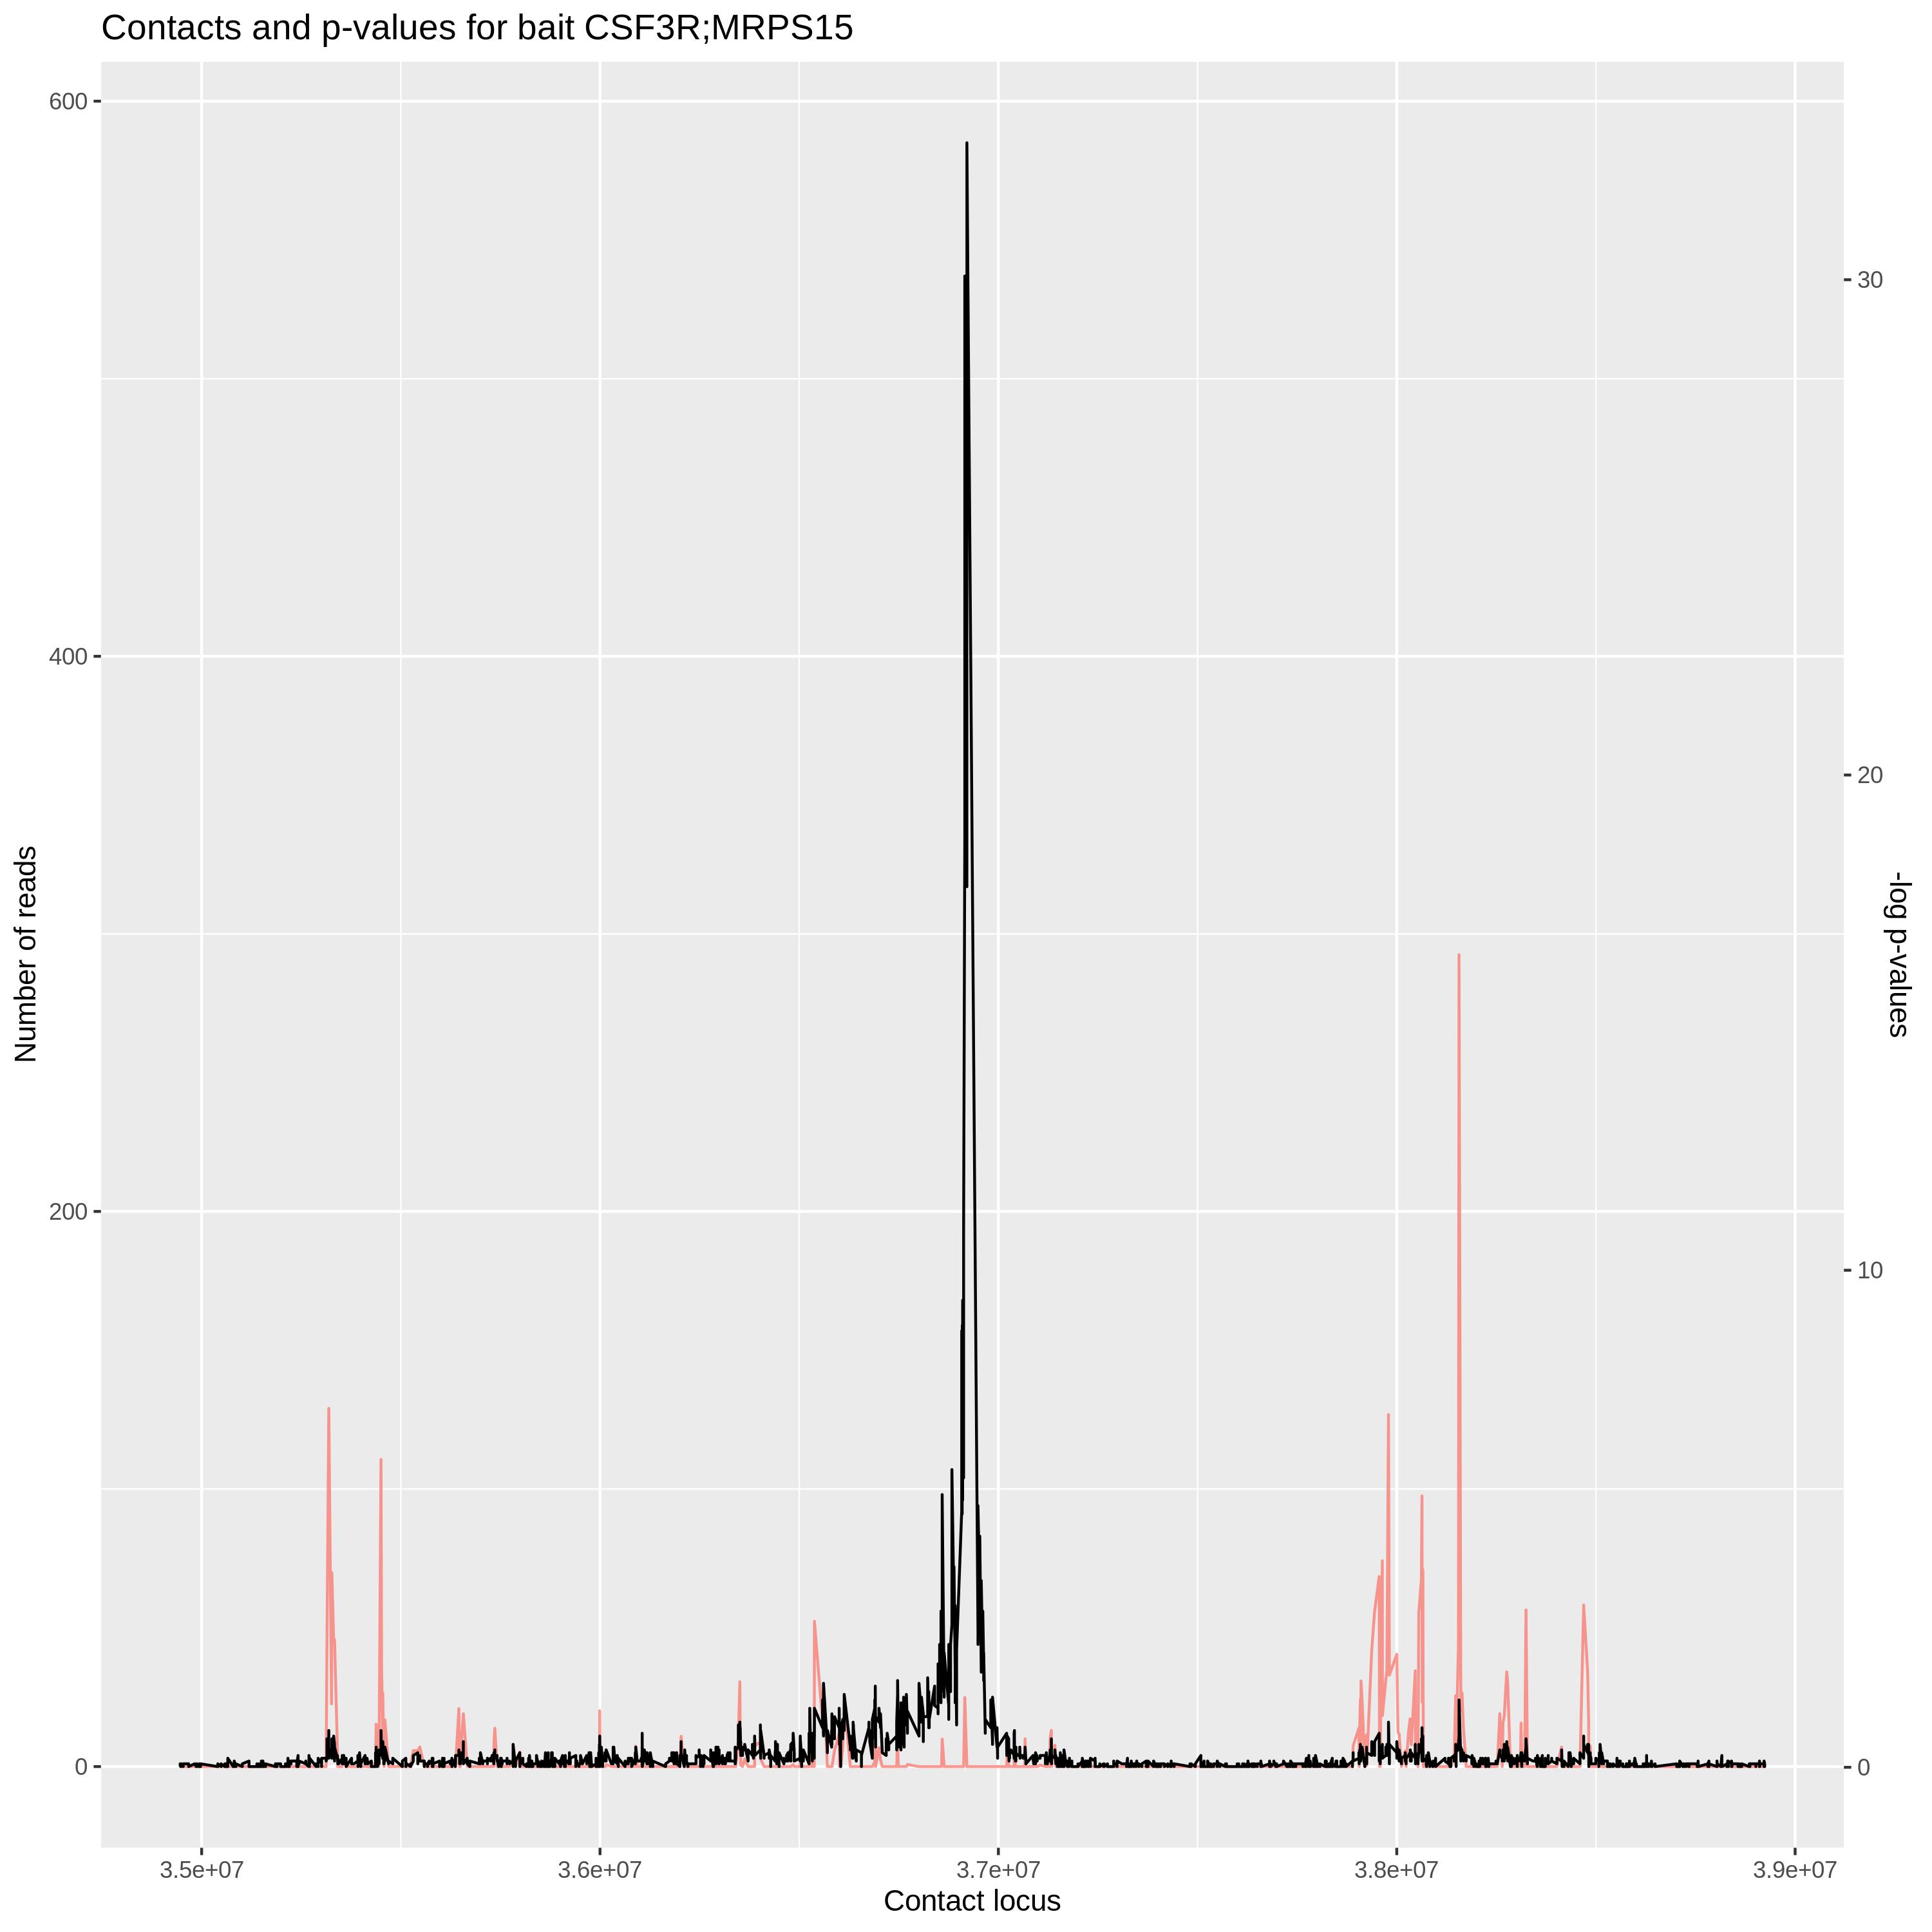 Contacts and p-values for bait CSF3R;MRPS15
600
400
200
0
Number of reads
30
20
10
0
-log p-values
3.5e+07 3.6e+07 3.7e+07 3.8e+07 3.9e+07
Contact locus